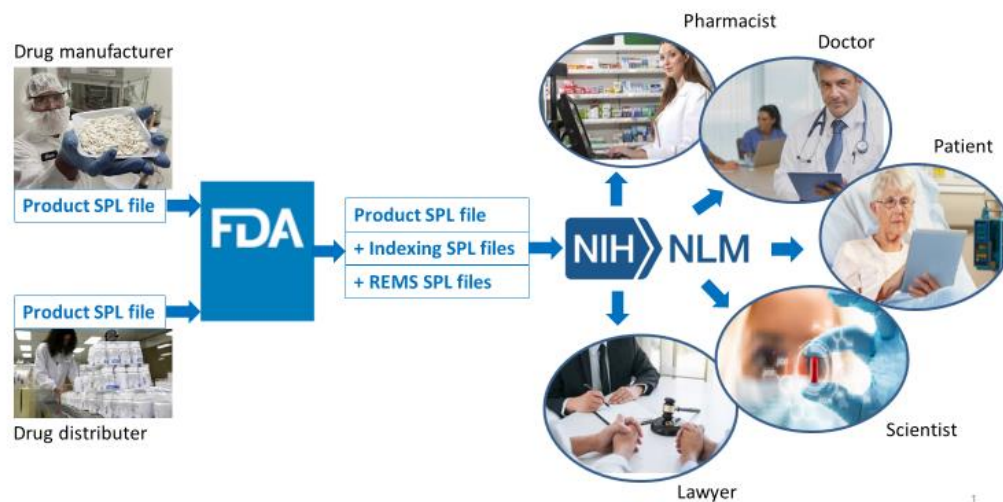 Pharmacist
Drug manufacturer
Doctor
Patient
Product SPL file
FDA
Product SPL file
+ Indexing SPL files
+ REMS SPL files
NIH NLM
Product SPL file
Drug distributer
Scientist
Lawyer
1